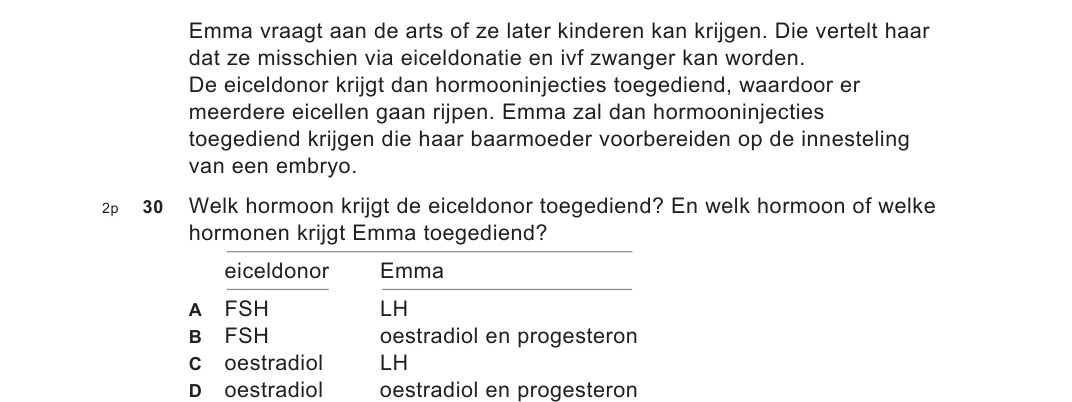 Emma vraagt aan de arts of ze later kinderen kan krijgen. Die vertelt haar
dat ze misschien via eiceldonatie en ivf zwanger kan worden.
De eiceldonor krijgt dan hormooninjecties toegediend, waardoor er
meerdere eicellen gaan rijpen. Emma zal dan hormooninjecties
toegediend krijgen die haar baarmoeder voorbereiden op de innesteling
van een embryo.
2p 30 Welk hormoon krijgt de eiceldonor toegediend? En welk hormoon of welke
hormonen krijgt Emma toegediend?
eiceldonor Emma
A FSH LH
B FSH oestradiol en progesteron
C oestradiol LH
D oestradiol oestradiol en progesteron